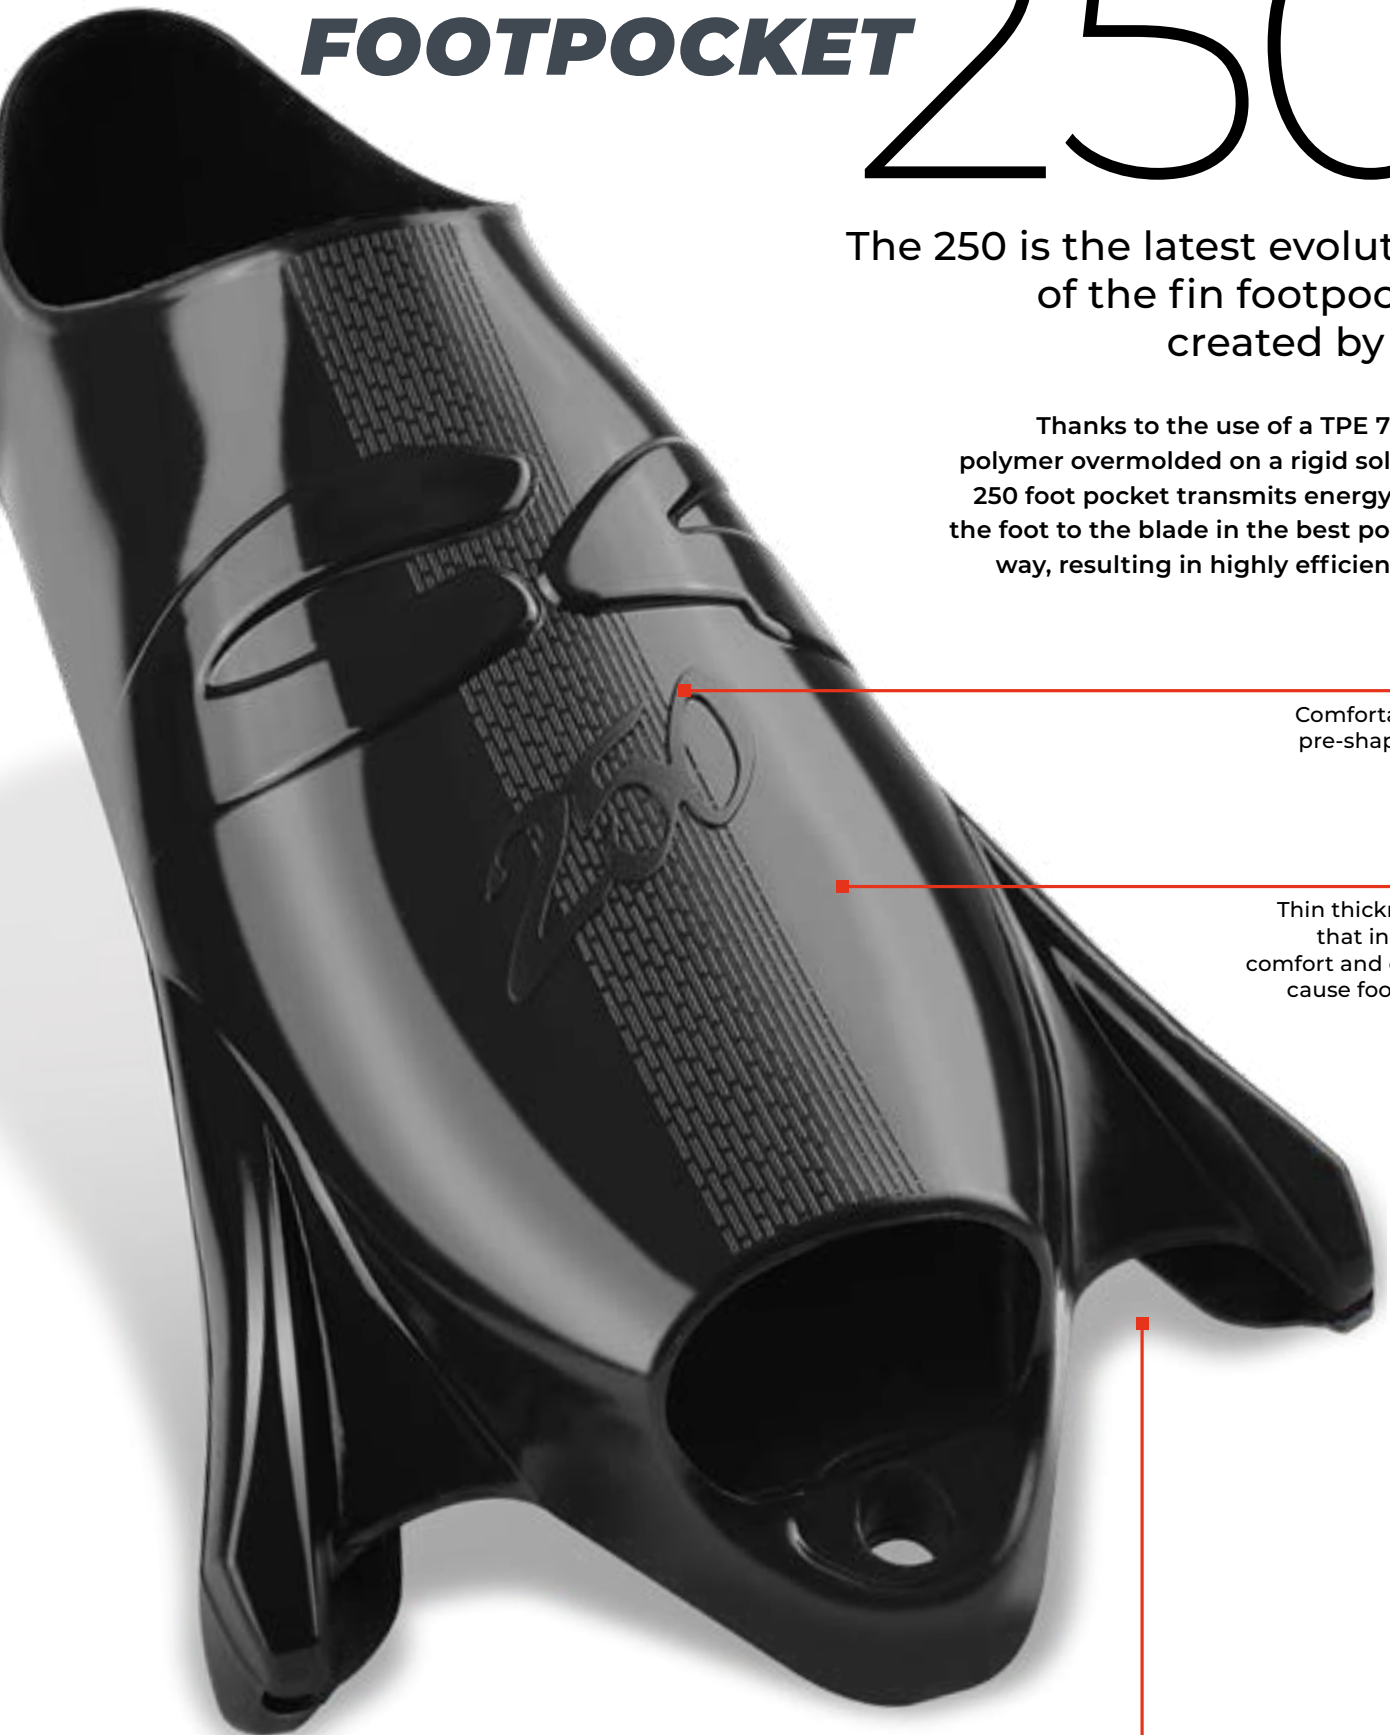 FOOTPOCKET
250
The 250 is the latest evolut
of the fin footpoc
created by
Thanks to the use of a TPE 7
polymer overmolded on a rigid sol
250 foot pocket transmits energy
the foot to the blade in the best po
way, resulting in highly efficien
250
Comforta
pre-shap
Thin thickn
that in
comfort and
cause foo